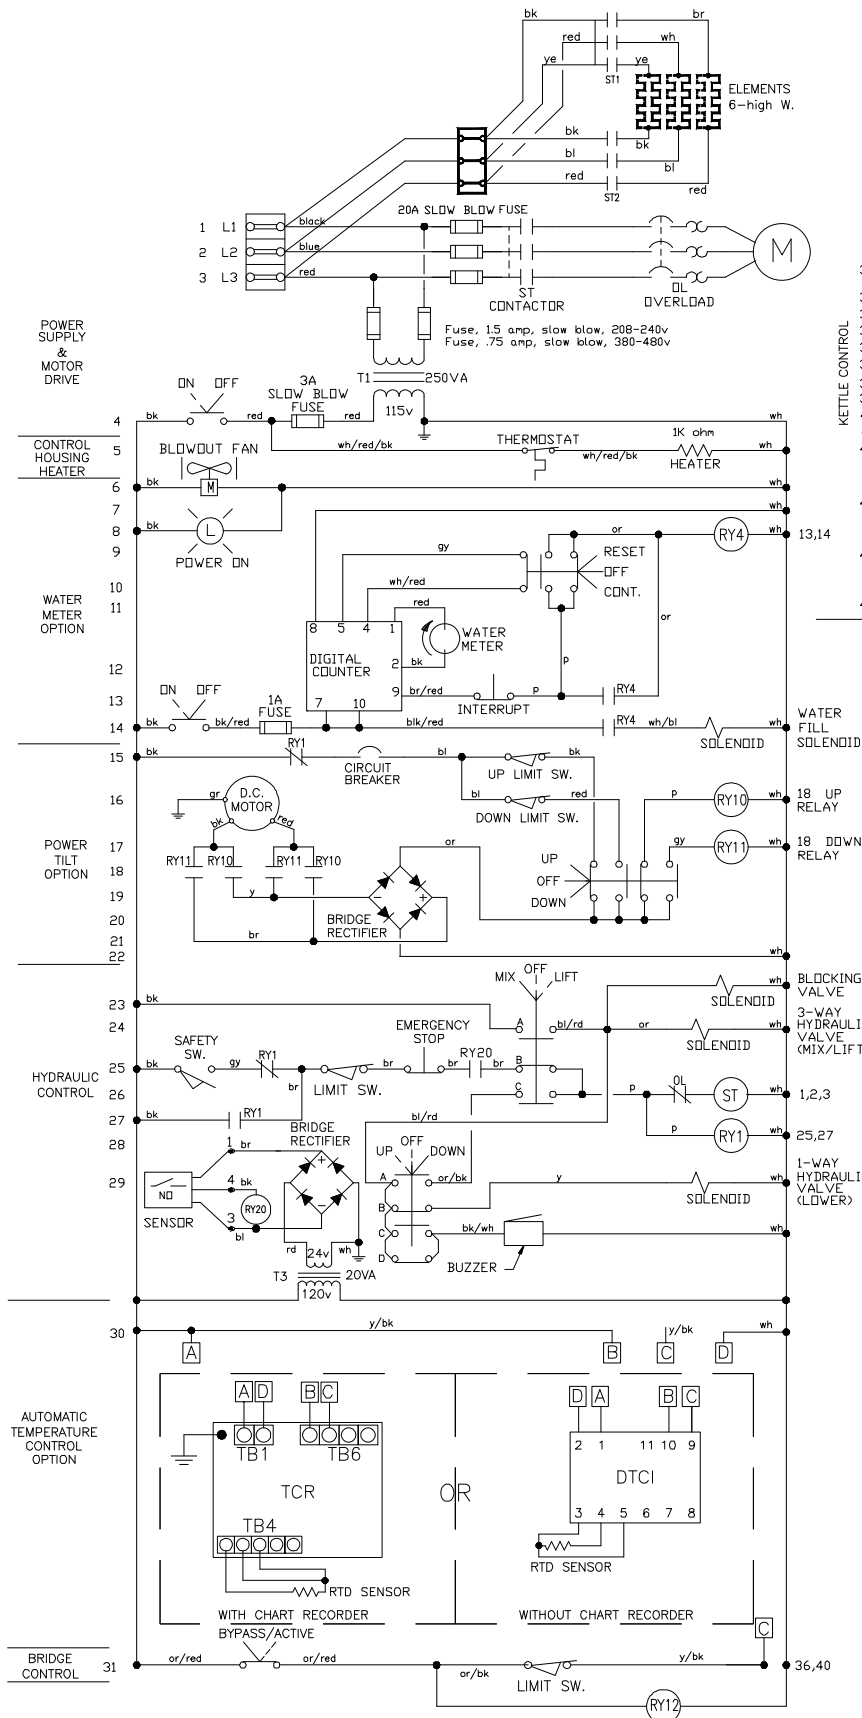 bk br
red wh
ye ye
ST1
ELEMENTS
6-high W.
bk bk
bl bl
red red
ST2
20A SLOW BLOW FUSE
1 L1 black
2 L2 blue
3 L3 red
M
ST
CONTACTOR
OL
OVERLOAD
Fuse, 1.5 amp, slow blow, 208-240v
Fuse, .75 amp, slow blow, 380-480v
POWER
SUPPLY
&
MOTOR
DRIVE
KETTLE CONTROL
T1 250VA
115v
ON OFF
3A
SLOW BLOW
FUSE
4 bk red red wh
CONTROL
HOUSING
HEATER
5 wh/red/bk THERMOSTAT wh/red/bk 1K ohm wh
HEATER
BLOWOUT FAN
6 bk M wh
7 wh
8 bk L or RY4 wh 13,14
POWER ON
9 gy RESET
OFF
CONT.
10 wh/red
11 red or
WATER
METER
OPTION
8 5 4 1
DIGITAL
COUNTER
WATER
METER
12 2 bk p
13 9 br/red p RY4
INTERRUPT
7 10
ON OFF
1A
FUSE
14 bk bk/red blk/red RY4 wh/bl wh
SOLENOID
WATER
FILL
SOLENOID
15 bk RY1 bl bk
CIRCUIT
BREAKER
UP LIMIT SW.
16 gr D.C.
MOTOR
bl red p RY10 wh 18 UP
RELAY
DOWN LIMIT SW.
bk red
17 or gy RY11 wh 18 DOWN
RELAY
POWER
TILT
OPTION
RY11 RY10 RY11 RY10
18 UP
OFF
DOWN
19 y - +
BRIDGE
RECTIFIER
20
21 br
22 wh
MIX OFF LIFT
wh BLOCKING
VALVE
SOLENOID
23 bk
24 A bl/rd or wh
SOLENOID
3-WAY
HYDRAULI
VALVE
(MIX/LIFT
SAFETY
SW.
EMERGENCY
STOP
HYDRAULIC
CONTROL
25 bk gy RY1 br LIMIT SW. br RY20 br br B
26 C p OL ST wh 1,2,3
27 bk RY1 bl/rd p RY1 wh 25,27
28 1 br BRIDGE
RECTIFIER
+ -
UP OFF DOWN
29 NO
SENSOR
4 bk
RY20
3
bl
A or/bk y wh
SOLENOID
1-WAY
HYDRAULI
VALVE
(LOWER)
B
C bk/wh wh
D
BUZZER
rd 24v wh
T3 20VA
120v
30 y/bk y/bk wh
A B C D
AUTOMATIC
TEMPERATURE
CONTROL
OPTION
A D B C
TB1 TB6
TCR
TB4
RTD SENSOR
WITH CHART RECORDER
OR
D A B C
2 1 11 10 9
DTCI
3 4 5 6 7 8
RTD SENSOR
WITHOUT CHART RECORDER
C
BRIDGE
CONTROL
BYPASS/ACTIVE
31 or/red or/red or/bk y/bk 36,40
LIMIT SW.
RY12